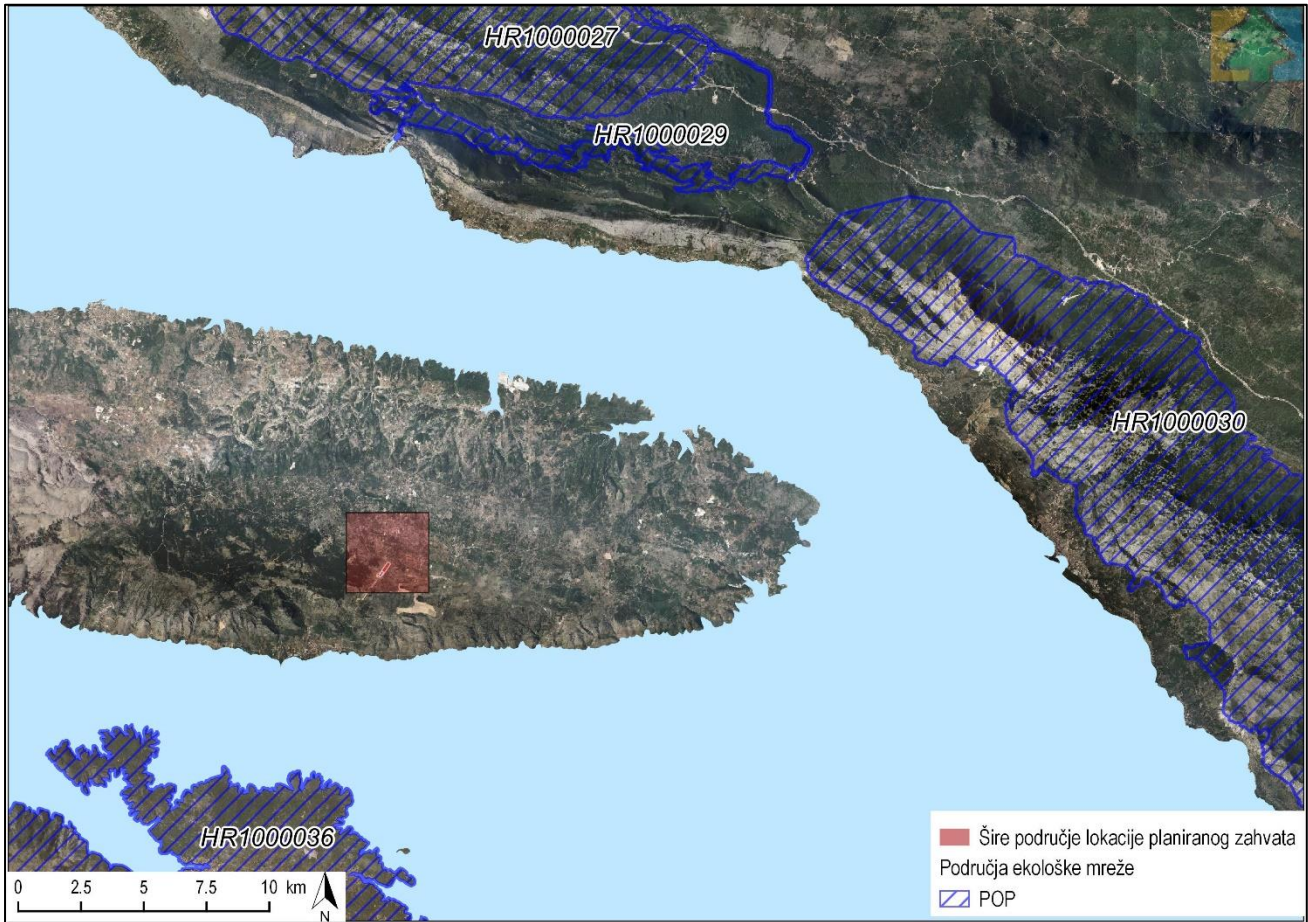 HR1000027
HR1000029
HR1000030
HR1000036
Šire područje lokacije planiranog zahvata
Područja ekološke mreže
POP
0 2.5 5 7.5 10 km
N